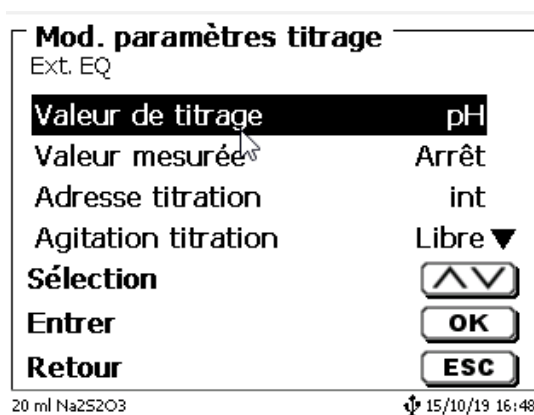 Mod. paramètres titrage
Ext. EQ
Valeur de titrage pH
Valeur mesurée Arrêt
Adresse titration int
Agitation titration Libre ▼
Sélection
Entrer OK
Retour ESC
20 ml Na2S2O3 15/10/19 16:48